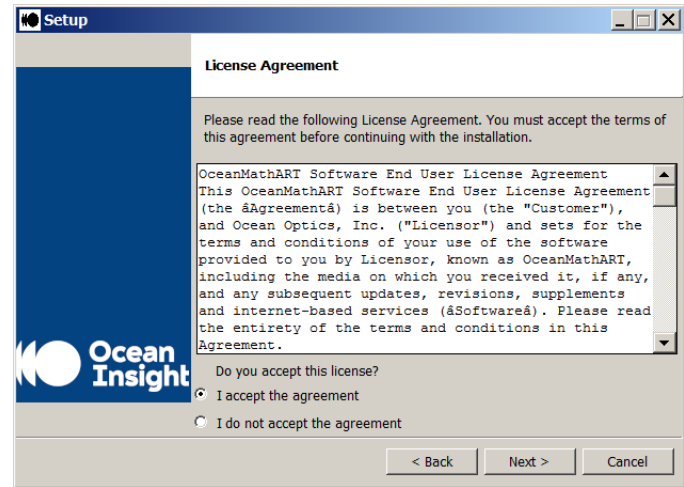 Setup
License Agreement
Please read the following License Agreement. You must accept the terms of
this agreement before continuing with the installation.
OceanMathART Software End User License Agreement
This OceanMathART Software End User License Agreement
(the âAgreementâ) is between you (the "Customer"),
and Ocean Optics, Inc. ("Licensor") and sets for the
terms and conditions of your use of the software
provided to you by Licensor, known as OceanMathART,
including the media on which you received it, if any,
and any subsequent updates, revisions, supplements
and internet-based services (âSoftwareâ). Please read
the entirety of the terms and conditions in this
Agreement.
Ocean
Insight
Do you accept this license?
I accept the agreement
I do not accept the agreement
< Back Next > Cancel